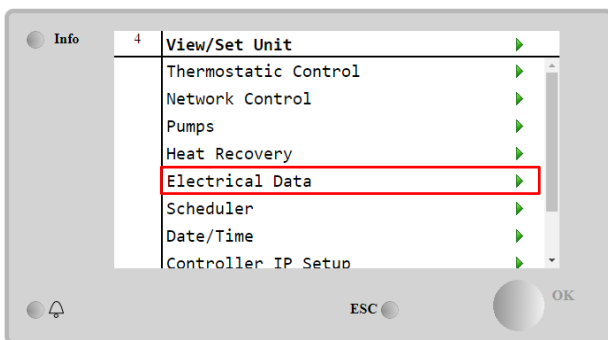 Info
4 View/Set Unit
Thermostatic Control
Network Control
Pumps
Heat Recovery
Electrical Data
Scheduler
Date/Time
Controller IP Setup
ESC
OK